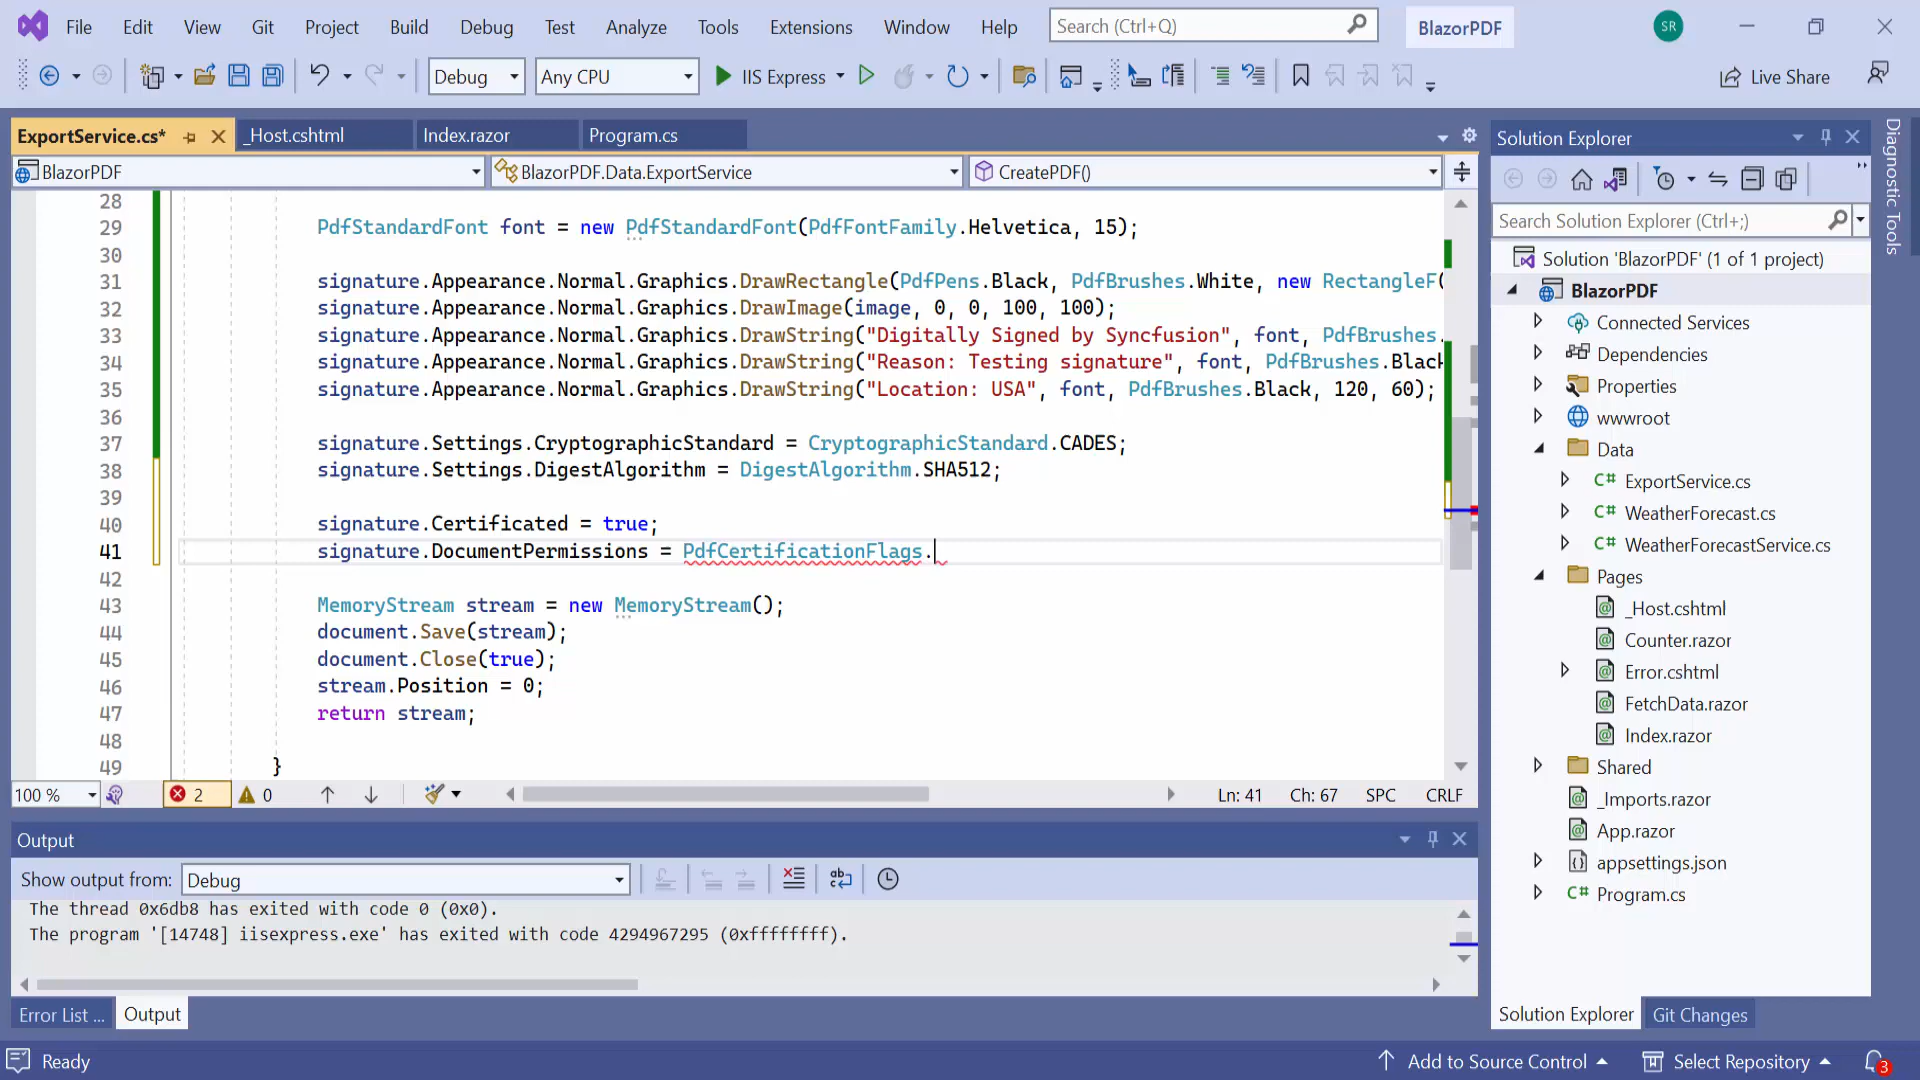 File Edit View Git Project Build Debug Test Analyze Tools Extensions Window Help Search (Ctrl+Q) BlazorPDF SR
Debug Any CPU IIS Express Live Share
ExportService.cs* _Host.cshtml Index.razor Program.cs
BlazorPDF BlazorPDF.Data.ExportService CreatePDF()
28
29 PdfStandardFont font = new PdfStandardFont(PdfFontFamily.Helvetica, 15);
30
31 signature.Appearance.Normal.Graphics.DrawRectangle(PdfPens.Black, PdfBrushes.White, new RectangleF(
32 signature.Appearance.Normal.Graphics.DrawImage(image, 0, 0, 100, 100);
33 signature.Appearance.Normal.Graphics.DrawString("Digitally Signed by Syncfusion", font, PdfBrushes.
34 signature.Appearance.Normal.Graphics.DrawString("Reason: Testing signature", font, PdfBrushes.Black
35 signature.Appearance.Normal.Graphics.DrawString("Location: USA", font, PdfBrushes.Black, 120, 60);
36
37 signature.Settings.CryptographicStandard = CryptographicStandard.CADES;
38 signature.Settings.DigestAlgorithm = DigestAlgorithm.SHA512;
39
40 signature.Certificated = true;
41 signature.DocumentPermissions = PdfCertificationFlags.
42
43 MemoryStream stream = new MemoryStream();
44 document.Save(stream);
45 document.Close(true);
46 stream.Position = 0;
47 return stream;
48
49 }
100 % 2 0 Ln: 41 Ch: 67 SPC CRLF
Output
Show output from: Debug
The thread 0x6db8 has exited with code 0 (0x0).
The program '[14748] iisexpress.exe' has exited with code 4294967295 (0xffffffff).
Error List ... Output
Solution Explorer
Search Solution Explorer (Ctrl+;)
Solution 'BlazorPDF' (1 of 1 project)
BlazorPDF
Connected Services
Dependencies
Properties
wwwroot
Data
C# ExportService.cs
C# WeatherForecast.cs
C# WeatherForecastService.cs
Pages
_Host.cshtml
Counter.razor
Error.cshtml
FetchData.razor
Index.razor
Shared
_Imports.razor
App.razor
appsettings.json
C# Program.cs
Solution Explorer Git Changes
Diagnostic Tools
Ready Add to Source Control Select Repository 3